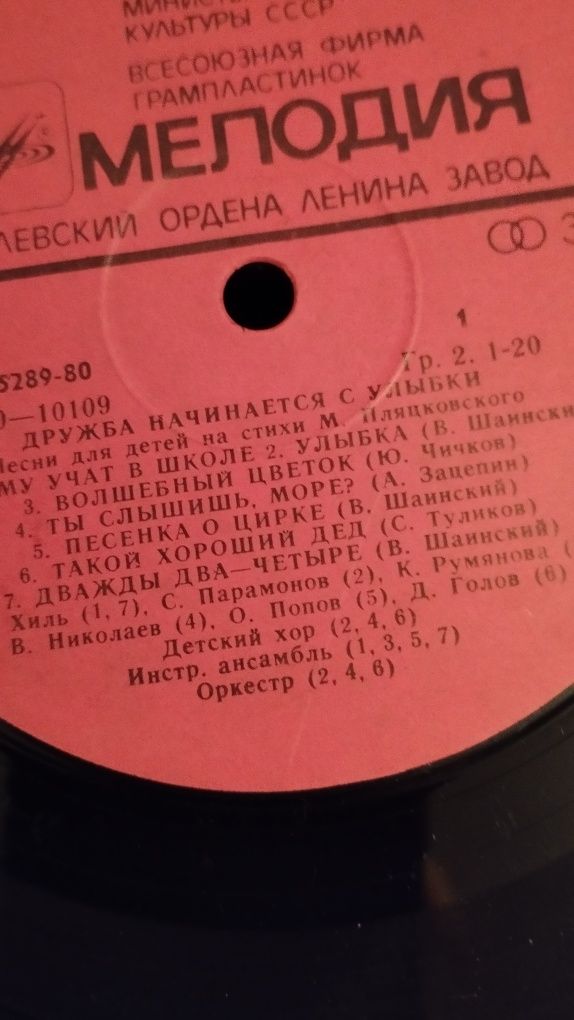 МИНИСТЕ
КУЛЬТУРЫ СССР
ВСЕСОЮЗНАЯ ФИРМА
ГРАМПЛАСТИНОК
МЕЛОДИЯ
ЛЕВСКИЙ ОРДЕНА ЛЕНИНА ЗАВОД
3
1
5289-80
Гр. 2. 1-20
0—10109
ДРУЖБА НАЧИНАЕТСЯ С УЛЫБКИ
Песни для детей на стихи М. Пляцковского
МУ УЧАТ В ШКОЛЕ 2. УЛЫБКА (В. Шаински
3. ВОЛШЕБНЫЙ ЦВЕТОК (Ю. Чичков)
4. ТЫ СЛЫШИШЬ, МОРЕ? (А. Зацепин)
5. ПЕСЕНКА О ЦИРКЕ (В. Шаинский)
6. ТАКОЙ ХОРОШИЙ ДЕД (С. Туликов)
7. ДВАЖДЫ ДВА—ЧЕТЫРЕ (В. Шаинский)
Хиль (1, 7), С. Парамонов (2), К. Румянова (
В. Николаев (4), О. Попов (5), Д. Голов (6)
Детский хор (2, 4, 6)
Инстр. ансамбль (1, 3, 5, 7)
Оркестр (2, 4, 6)